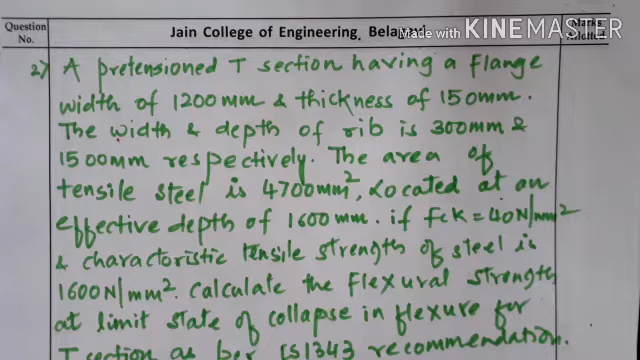 Question No.
Jain College of Engineering, Belagavi
Marks Allotted
Made with KINEMASTER
2) A pretensioned T section having a flange
width of 1200mm & thickness of 150mm.
The width & depth of rib is 300mm &
1500mm respectively. The area of
tensile steel is 4700mm², Located at an
effective depth of 1600mm. if fck = 40N/mm²
& characteristic tensile strength of steel is
1600N/mm². Calculate the flexural strength
at limit state of collapse in flexure for
T section as per IS1343 recommendation.